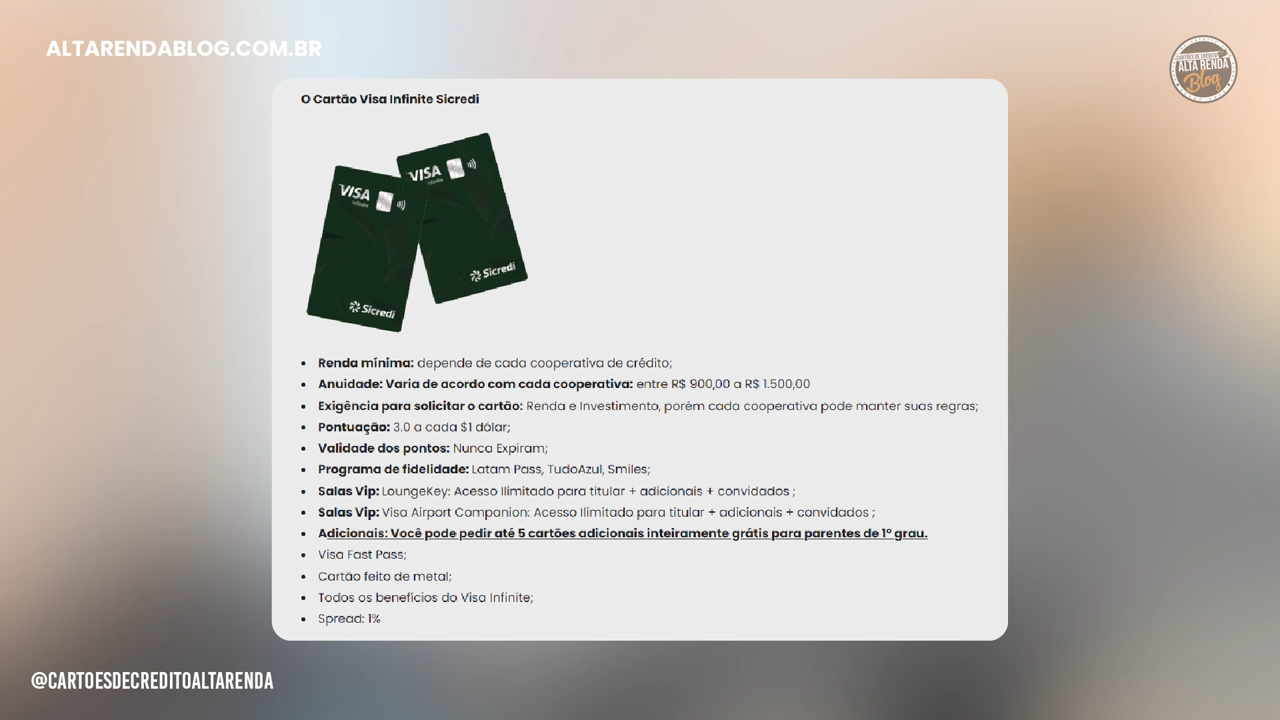 ALTARENDABLOG.COM.BR
CARTÕES DE CRÉDITO
ALTA RENDA
Blog
O Cartão Visa Infinite Sicredi
VISA
Infinite
Sicredi
VISA
Infinite
Sicredi
• Renda mínima: depende de cada cooperativa de crédito;
• Anuidade: Varia de acordo com cada cooperativa: entre R$ 900,00 a R$ 1.500,00
• Exigência para solicitar o cartão: Renda e Investimento, porém cada cooperativa pode manter suas regras;
• Pontuação: 3.0 a cada $1 dólar;
• Validade dos pontos: Nunca Expiram;
• Programa de fidelidade: Latam Pass, TudoAzul, Smiles;
• Salas Vip: LoungeKey: Acesso Ilimitado para titular + adicionais + convidados ;
• Salas Vip: Visa Airport Companion: Acesso Ilimitado para titular + adicionais + convidados ;
• Adicionais: Você pode pedir até 5 cartões adicionais inteiramente grátis para parentes de 1º grau.
• Visa Fast Pass;
• Cartão feito de metal;
• Todos os benefícios do Visa Infinite;
• Spread: 1%
@CARTOESDECREDITOALTARENDA